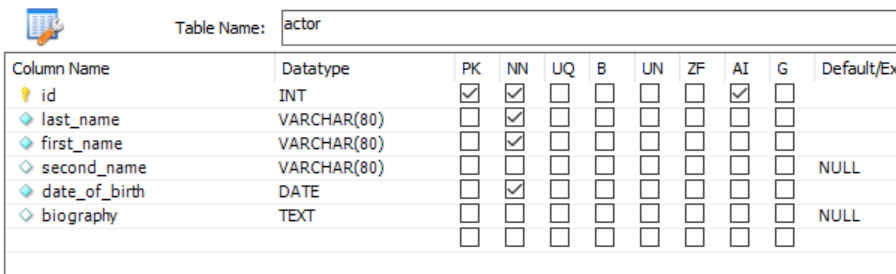 Table Name: actor
Column Name Datatype PK NN UQ B UN ZF AI G Default/Ex
id INT
last_name VARCHAR(80)
first_name VARCHAR(80)
second_name VARCHAR(80) NULL
date_of_birth DATE
biography TEXT NULL